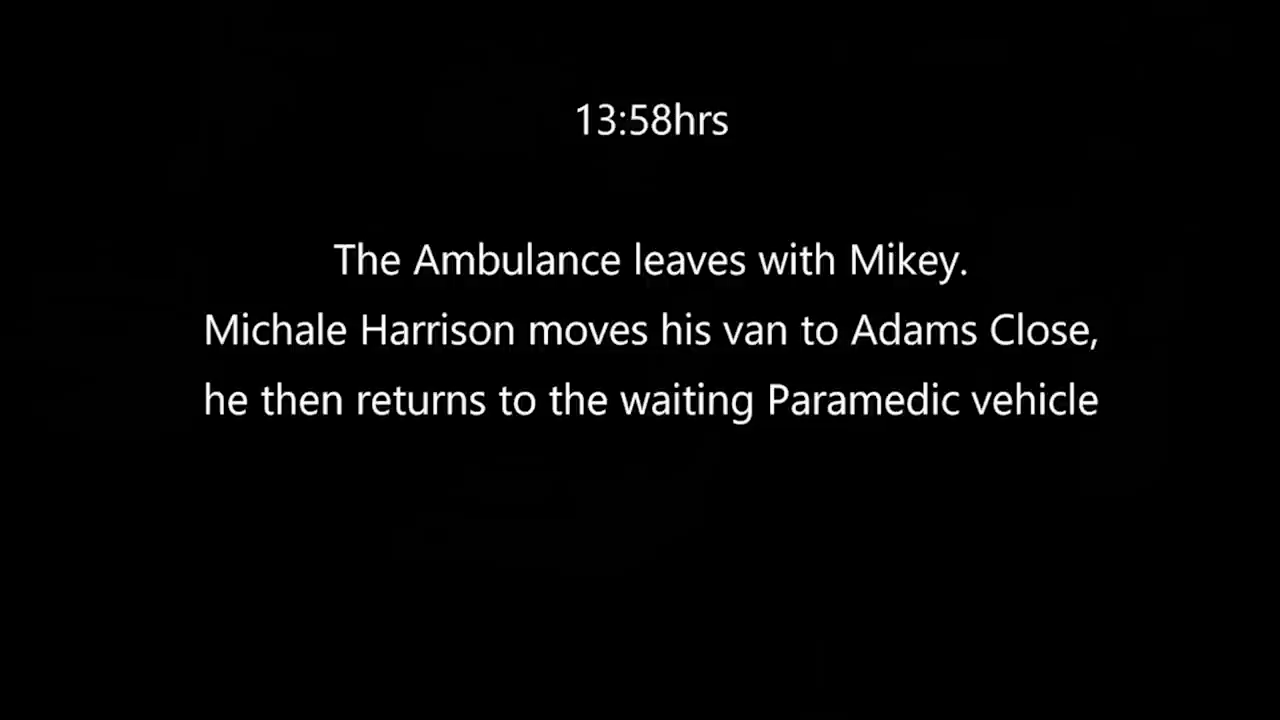 13:58hrs
The Ambulance leaves with Mikey.
Michale Harrison moves his van to Adams Close,
he then returns to the waiting Paramedic vehicle